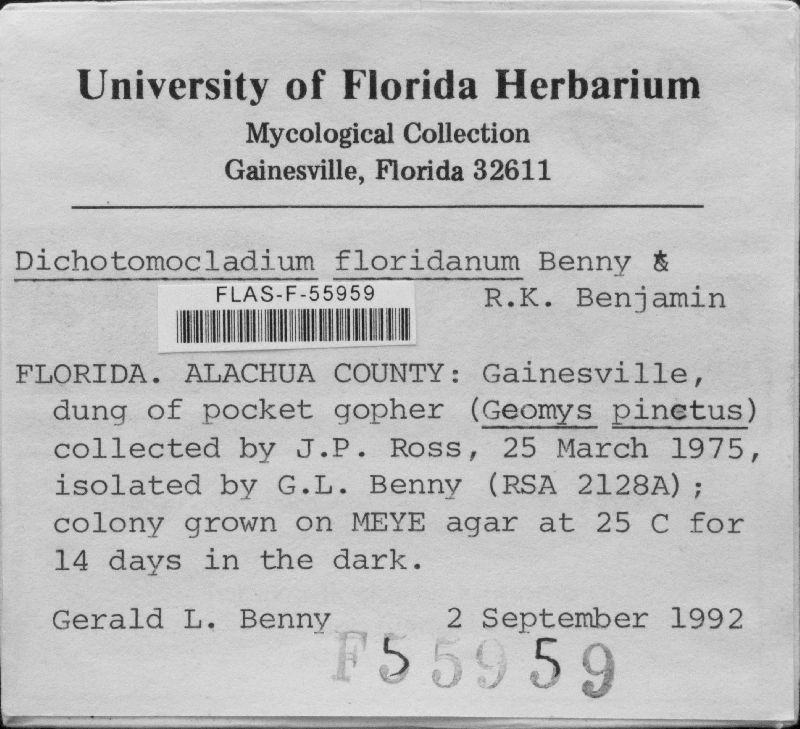 University of Florida Herbarium
Mycological Collection
Gainesville, Florida 32611
Dichotomocladium floridanum Benny &
R.K. Benjamin
FLAS-F-55959
FLORIDA. ALACHUA COUNTY: Gainesville,
dung of pocket gopher (Geomys pinetus)
collected by J.P. Ross, 25 March 1975,
isolated by G.L. Benny (RSA 2128A);
colony grown on MEYE agar at 25 C for
14 days in the dark.
Gerald L. Benny 2 September 1992
F55959